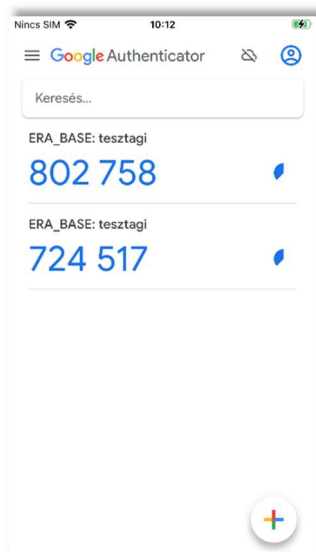 Nincs SIM 10:12
Google Authenticator
Keresés...
ERA_BASE: tesztagi
802 758
ERA_BASE: tesztagi
724 517